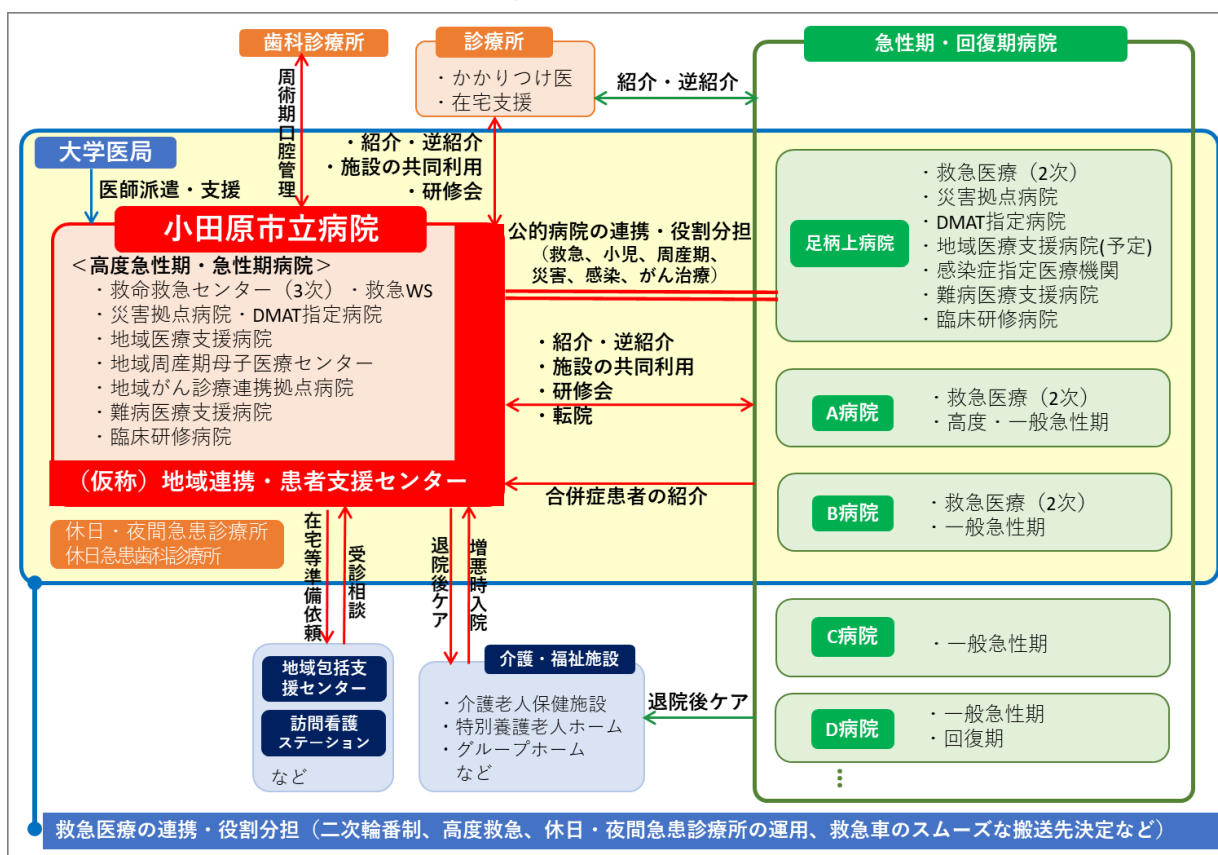 歯科診療所
診療所
・かかりつけ医
・在宅支援
急性期・回復期病院
紹介・逆紹介
周術期口腔管理
・紹介・逆紹介
・施設の共同利用
・研修会
大学医局
医師派遣・支援
小田原市立病院
＜高度急性期・急性期病院＞
・救命救急センター（3次）・救急WS
・災害拠点病院・DMAT指定病院
・地域医療支援病院
・地域周産期母子医療センター
・地域がん診療連携拠点病院
・難病医療支援病院
・臨床研修病院
（仮称）地域連携・患者支援センター
公的病院の連携・役割分担
（救急、小児、周産期、
災害、感染、がん治療）
・紹介・逆紹介
・施設の共同利用
・研修会
・転院
合併症患者の紹介
足柄上病院
・救急医療（2次）
・災害拠点病院
・DMAT指定病院
・地域医療支援病院(予定)
・感染症指定医療機関
・難病医療支援病院
・臨床研修病院
A病院
・救急医療（2次）
・高度・一般急性期
B病院
・救急医療（2次）
・一般急性期
C病院
・一般急性期
D病院
・一般急性期
・回復期
⋮
休日・夜間急患診療所
休日急患歯科診療所
在宅等準備依頼
受診相談
退院後ケア
増悪時入院
地域包括支
援センター
訪問看護
ステーション
など
介護・福祉施設
・介護老人保健施設
・特別養護老人ホーム
・グループホーム
など
退院後ケア
救急医療の連携・役割分担（二次輪番制、高度救急、休日・夜間急患診療所の運用、救急車のスムーズな搬送先決定など）